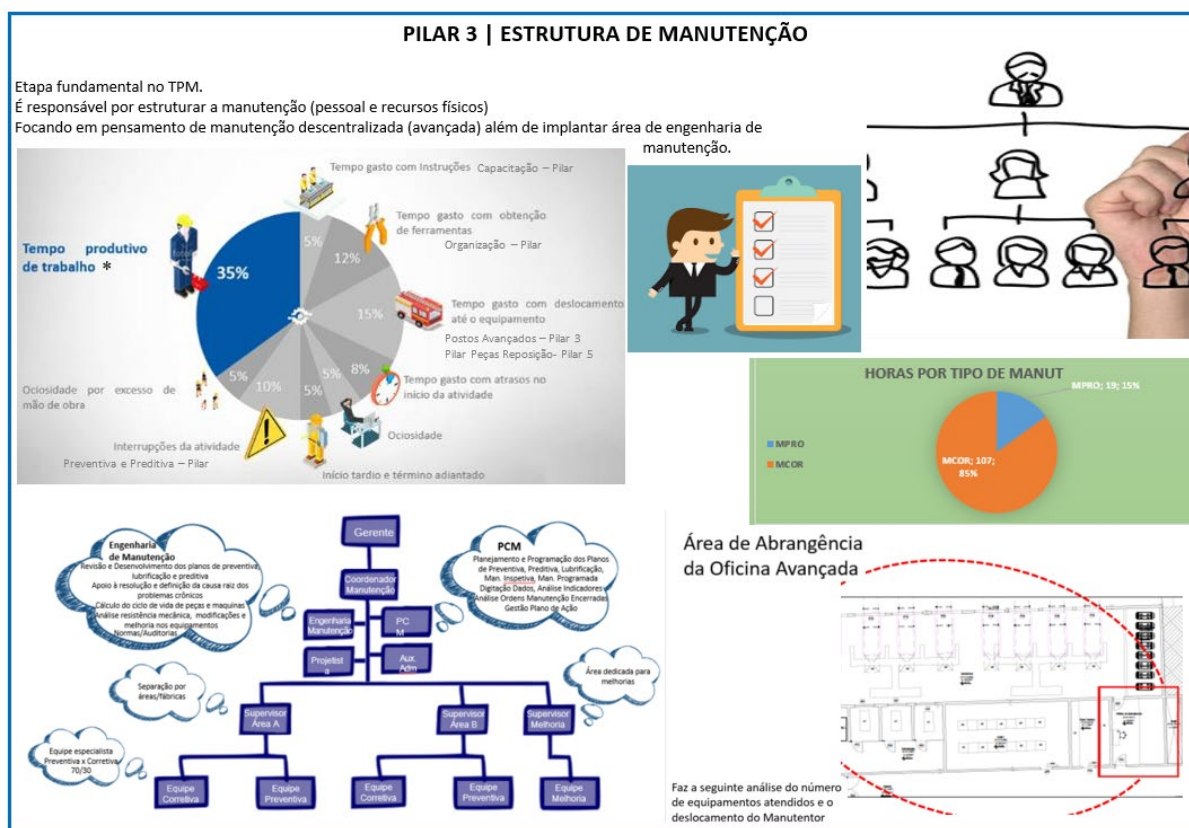 PILAR 3 | ESTRUTURA DE MANUTENÇÃO
Etapa fundamental no TPM.
É responsável por estruturar a manutenção (pessoal e recursos físicos)
Focando em pensamento de manutenção descentralizada (avançada) além de implantar área de engenharia de
manutenção.
Tempo gasto com Instruções Capacitação – Pilar
Tempo gasto com obtenção
de ferramentas
Organização – Pilar
Tempo produtivo
de trabalho *
35%
5%
12%
15%
8%
5%
5%
10%
5%
Tempo gasto com deslocamento
até o equipamento
Postos Avançados – Pilar 3
Pilar Peças Reposição- Pilar 5
Tempo gasto com atrasos no
início da atividade
Ociosidade por excesso de
mão de obra
Ociosidade
Interrupções da atividade
Preventiva e Preditiva – Pilar
Início tardio e término adiantado
HORAS POR TIPO DE MANUT
MPRO; 19; 15%
MPRO
MCOR
MCOR; 107;
85%
Engenharia
de Manutenção
Revisão e Desenvolvimento dos planos de preventiva,
lubrificação e preditiva
Apoio à resolução e definição da causa raiz dos
problemas crônicos
Cálculo do ciclo de vida de peças e maquinas
Análise resistência mecânica, modificações e
melhoria nos equipamentos
Normas/Auditorias
Gerente
PCM
Planejamento e Programação dos Planos
de Preventiva, Preditiva, Lubrificação,
Man. Inspetiva, Man. Programada
Digitação Dados, Análise Indicadores
Análise Ordens Manutenção Encerradas
Gestão Plano de Ação
Coordenador
Manutenção
Engenharia
Manutenção
PC
M
Projetist
a
Aux.
Adm
Separação por
áreas/fábricas
Área dedicada para
melhorias
Supervisor
Área A
Supervisor
Área B
Supervisor
Melhoria
Equipe especialista
Preventiva x Corretiva
70/30
Equipe
Corretiva
Equipe
Preventiva
Equipe
Corretiva
Equipe
Preventiva
Equipe
Melhoria
Área de Abrangência
da Oficina Avançada
Faz a seguinte análise do número
de equipamentos atendidos e o
deslocamento do Manutentor